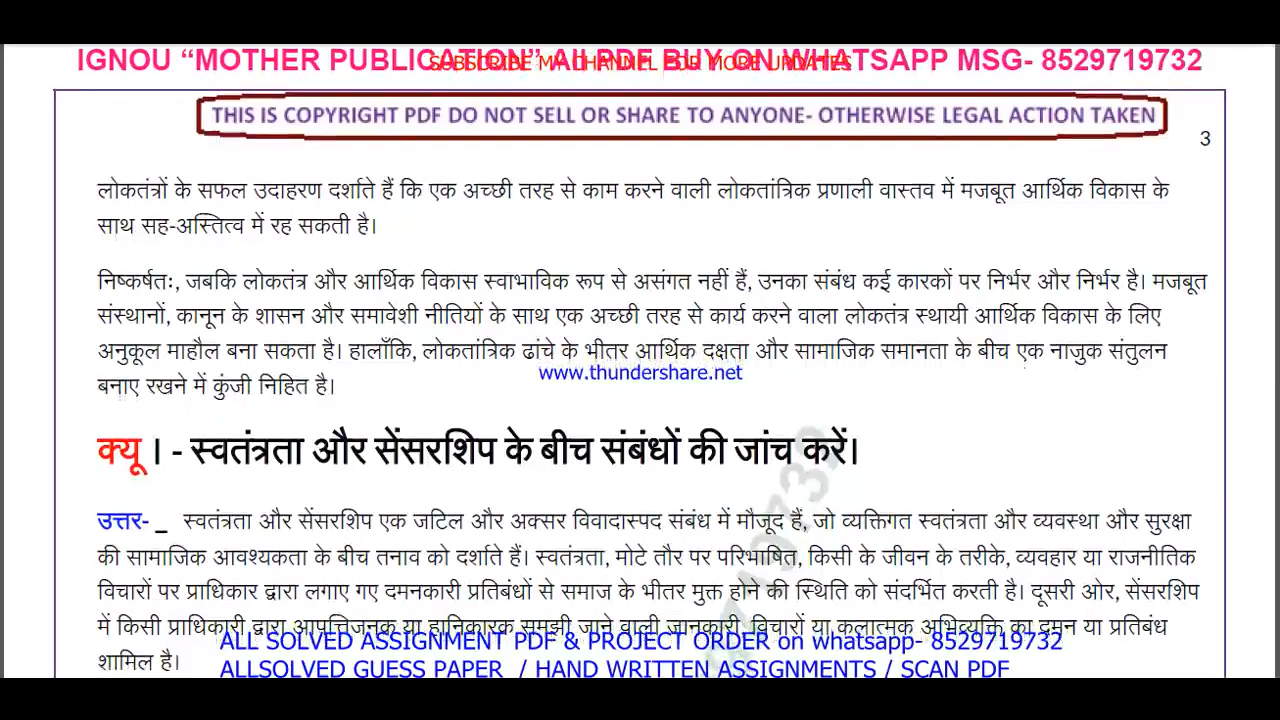 IGNOU “MOTHER PUBLICATION” All PDF BUY ON WHATSAPP MSG- 8529719732
SUBSCRIBE MY CHANNEL FOR MORE UPDATES
THIS IS COPYRIGHT PDF DO NOT SELL OR SHARE TO ANYONE- OTHERWISE LEGAL ACTION TAKEN
3
लोकतंत्रों के सफल उदाहरण दर्शाते हैं कि एक अच्छी तरह से काम करने वाली लोकतांत्रिक प्रणाली वास्तव में मजबूत आर्थिक विकास के
साथ सह-अस्तित्व में रह सकती है।
निष्कर्षतः, जबकि लोकतंत्र और आर्थिक विकास स्वाभाविक रूप से असंगत नहीं हैं, उनका संबंध कई कारकों पर निर्भर और निर्भर है। मजबूत
संस्थानों, कानून के शासन और समावेशी नीतियों के साथ एक अच्छी तरह से कार्य करने वाला लोकतंत्र स्थायी आर्थिक विकास के लिए
अनुकूल माहौल बना सकता है। हालाँकि, लोकतांत्रिक ढांचे के भीतर आर्थिक दक्षता और सामाजिक समानता के बीच एक नाजुक संतुलन
www.thundershare.net
बनाए रखने में कुंजी निहित है।
क्यू । - स्वतंत्रता और सेंसरशिप के बीच संबंधों की जांच करें।
उत्तर- _ स्वतंत्रता और सेंसरशिप एक जटिल और अक्सर विवादास्पद संबंध में मौजूद हैं, जो व्यक्तिगत स्वतंत्रता और व्यवस्था और सुरक्षा
की सामाजिक आवश्यकता के बीच तनाव को दर्शाते हैं। स्वतंत्रता, मोटे तौर पर परिभाषित, किसी के जीवन के तरीके, व्यवहार या राजनीतिक
विचारों पर प्राधिकार द्वारा लगाए गए दमनकारी प्रतिबंधों से समाज के भीतर मुक्त होने की स्थिति को संदर्भित करती है। दूसरी ओर, सेंसरशिप
में किसी प्राधिकारी द्वारा आपत्तिजनक या हानिकारक समझी जाने वाली जानकारी, विचारों या कलात्मक अभिव्यक्ति का दमन या प्रतिबंध
ALL SOLVED ASSIGNMENT PDF & PROJECT ORDER on whatsapp- 8529719732
शामिल है।
ALLSOLVED GUESS PAPER / HAND WRITTEN ASSIGNMENTS / SCAN PDF